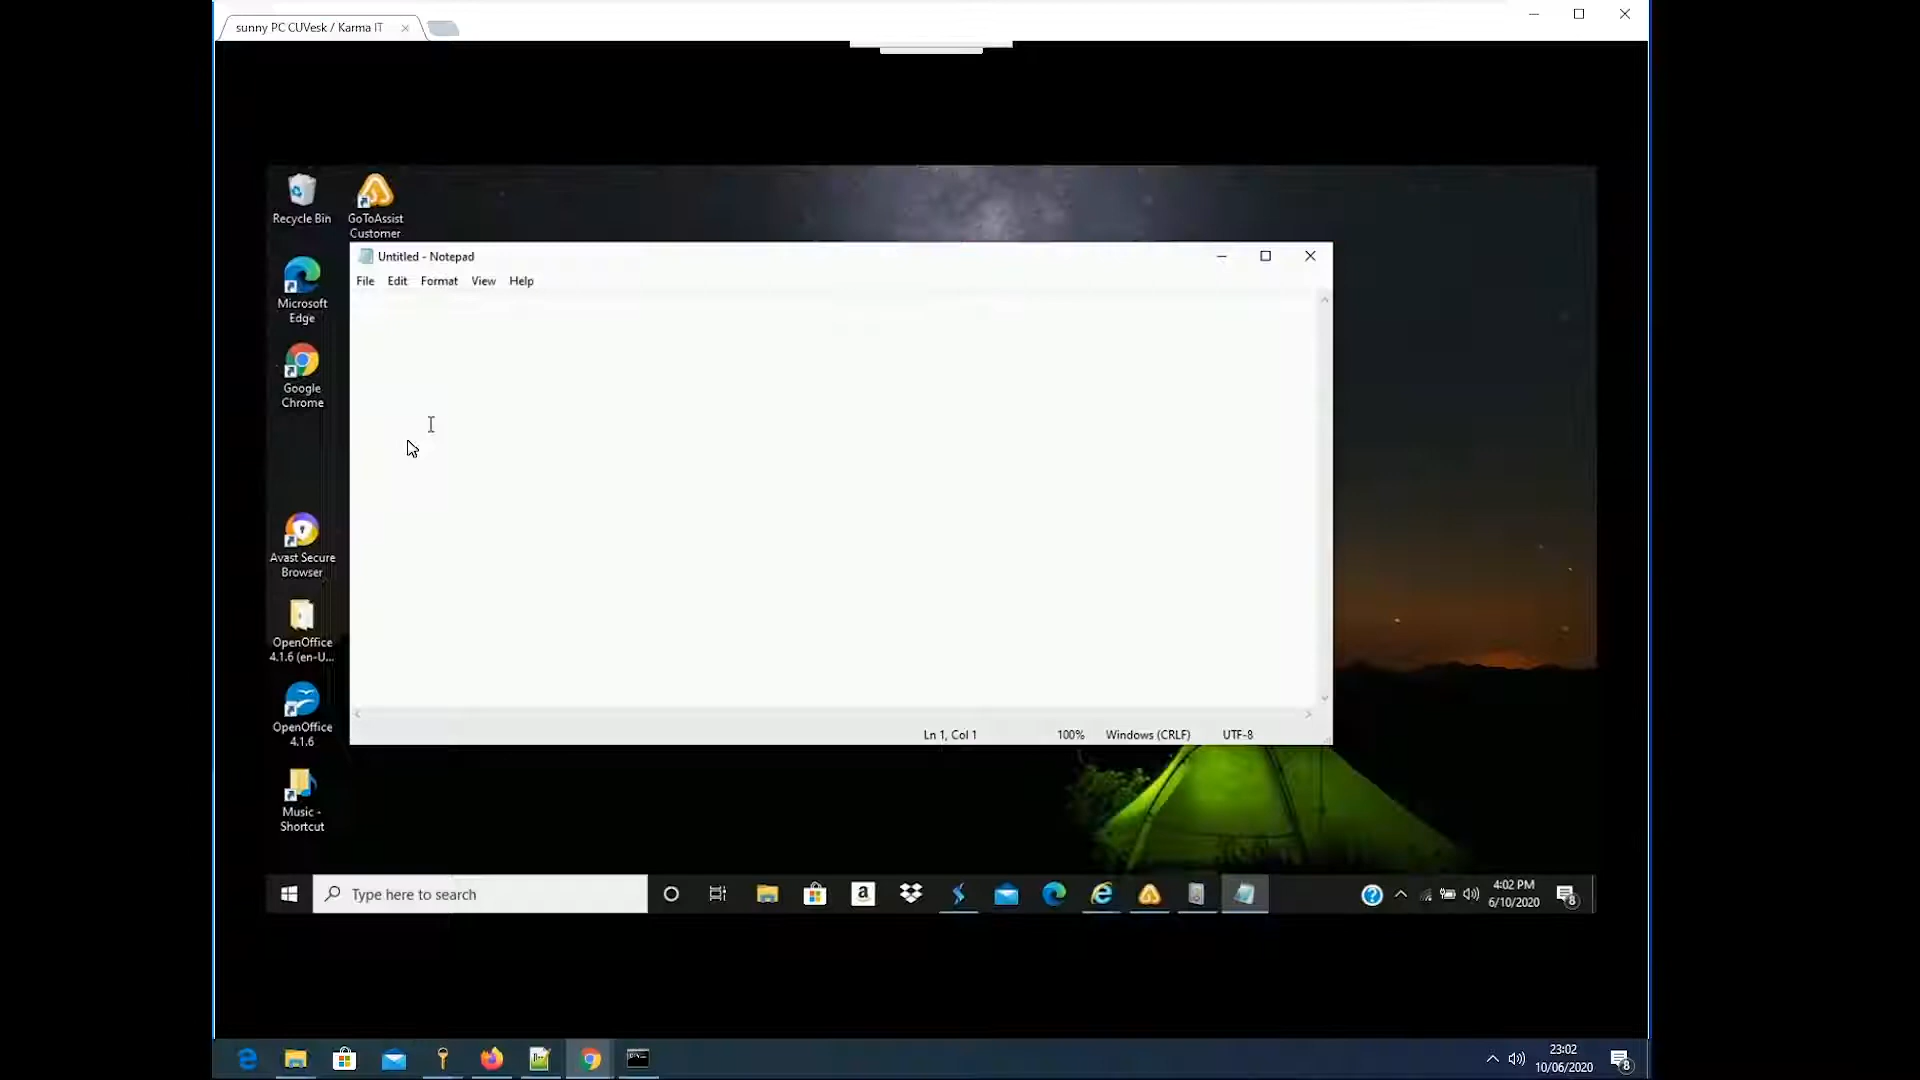 sunny PC CUVesk / Karma IT
Recycle Bin
GoToAssist
Customer
Untitled - Notepad
File Edit Format View Help
Microsoft
Edge
Google
Chrome
Avast Secure
Browser
OpenOffice
4.1.6 (en-U...
OpenOffice
4.1.6
Music -
Shortcut
Ln 1, Col 1 100% Windows (CRLF) UTF-8
Type here to search
4:02 PM
6/10/2020
8
23:02
10/06/2020
8